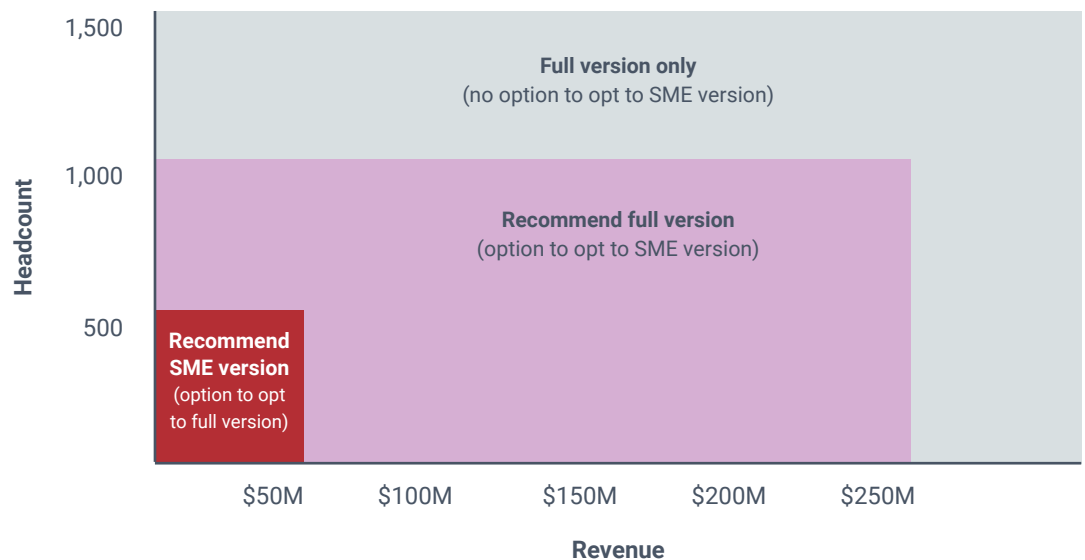 1,500
Full version only
(no option to opt to SME version)
1,000
Recommend full version
(option to opt to SME version)
Headcount
500
Recommend
SME version
(option to opt
to full version)
$50M
$100M
$150M
$200M
$250M
Revenue